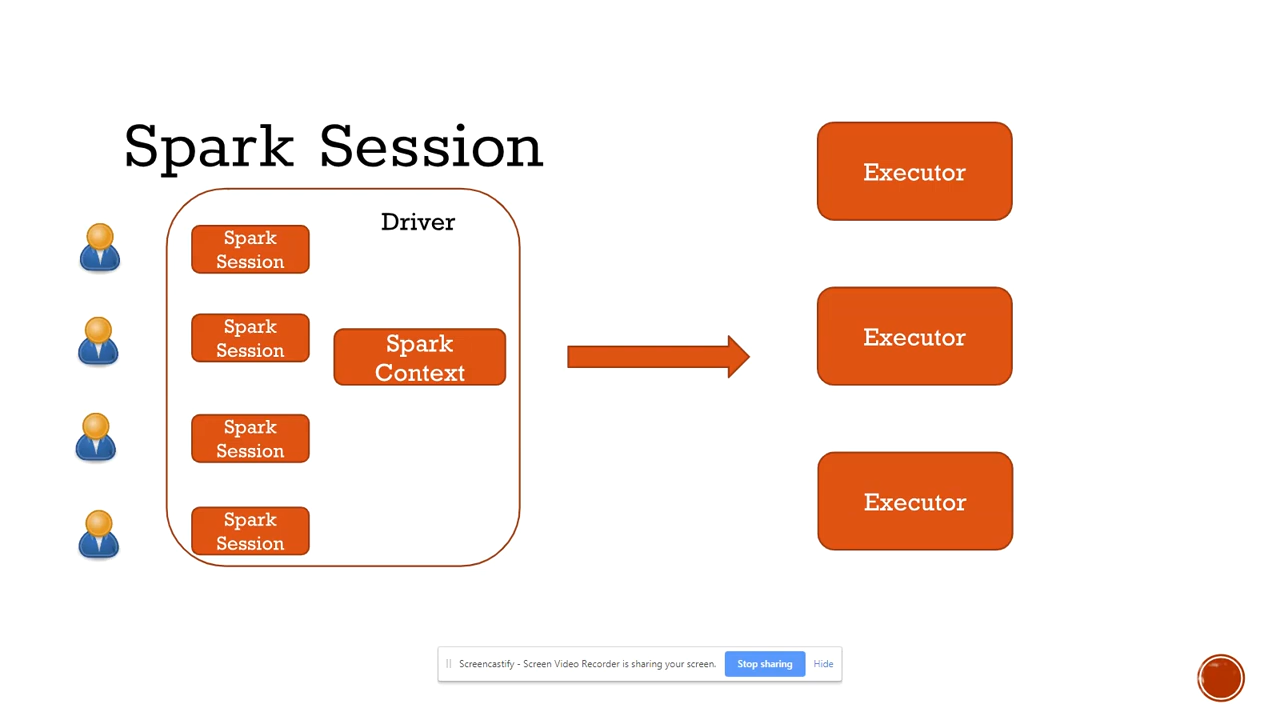 Spark Session
Driver
Spark
Session
Spark
Session
Spark
Session
Spark
Session
Spark
Context
Executor
Executor
Executor
Screencastify - Screen Video Recorder is sharing your screen.
Stop sharing
Hide